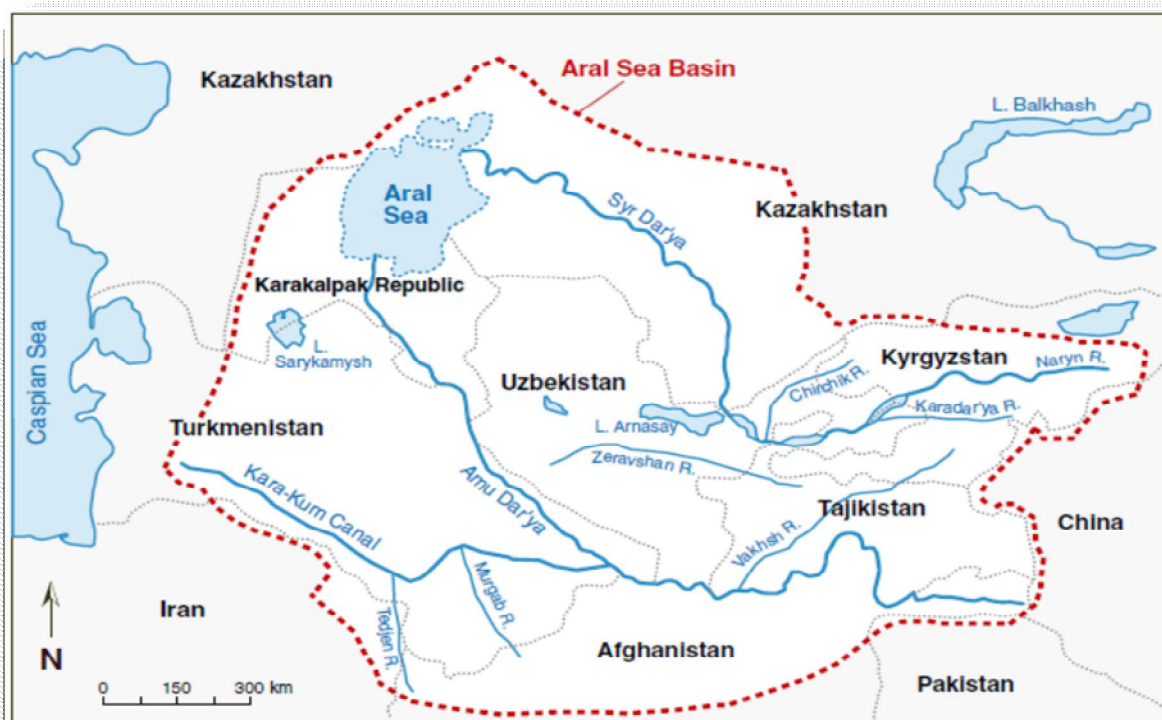 Kazakhstan
Aral Sea Basin
L. Balkhash
Aral
Sea
Syr Dar'ya
Kazakhstan
Karakalpak Republic
L.
Sarykamysh
Caspian Sea
Uzbekistan
Kyrgyzstan
Naryn R.
Chirchik R.
Karadar'ya R.
L. Arnasay
Zeravshan R.
Turkmenistan
Kara-Kum Canal
Amu Dar'ya
Vakhsh R.
Tajikistan
China
Iran
Tedjen R.
Murgab R.
Afghanistan
Pakistan
N
0 150 300 km